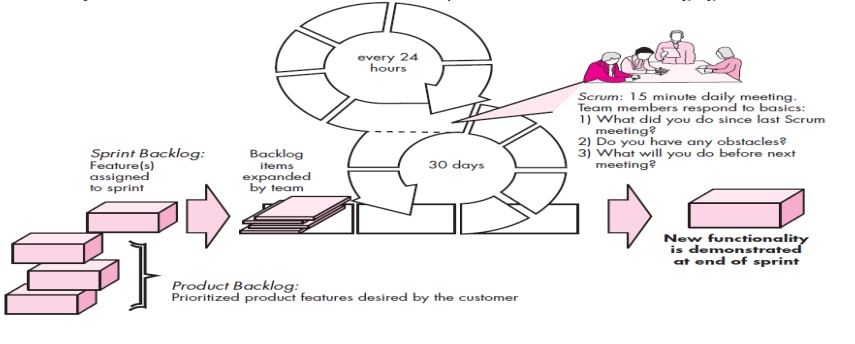 every 24
hours
Scrum: 15 minute daily meeting.
Team members respond to basics:
1) What did you do since last Scrum
meeting?
2) Do you have any obstacles?
3) What will you do before next
meeting?
Sprint Backlog:
Feature(s)
assigned
to sprint
Backlog
items
expanded
by team
30 days
New functionality
is demonstrated
at end of sprint
Product Backlog:
Prioritized product features desired by the customer